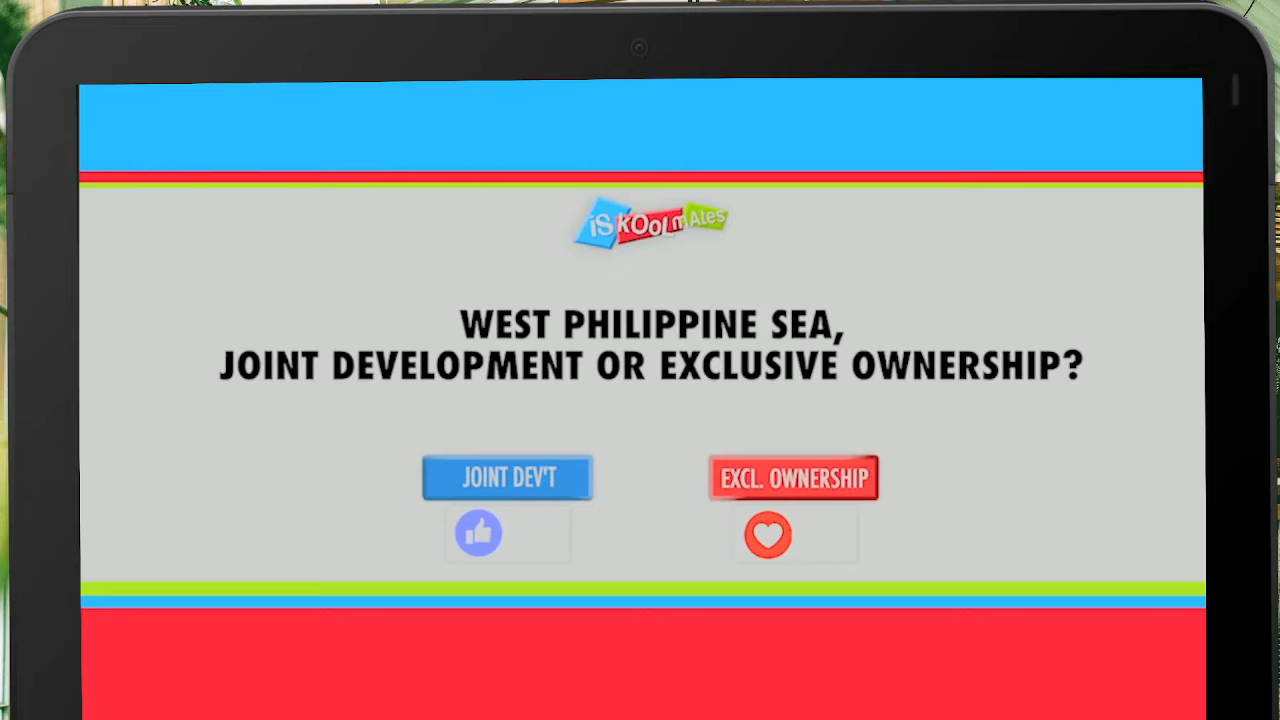 iSkOOLmAtes
WEST PHILIPPINE SEA,
JOINT DEVELOPMENT OR EXCLUSIVE OWNERSHIP?
JOINT DEV'T EXCL. OWNERSHIP